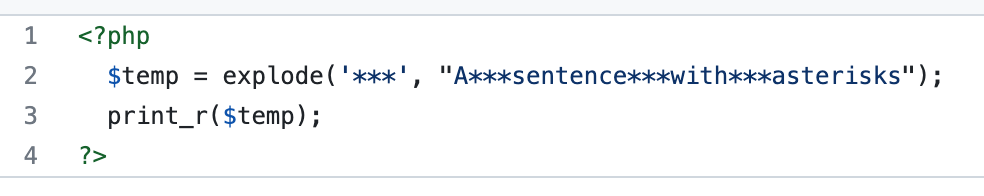 1 <?php
2 $temp = explode('***', "A***sentence***with***asterisks");
3 print_r($temp);
4 ?>